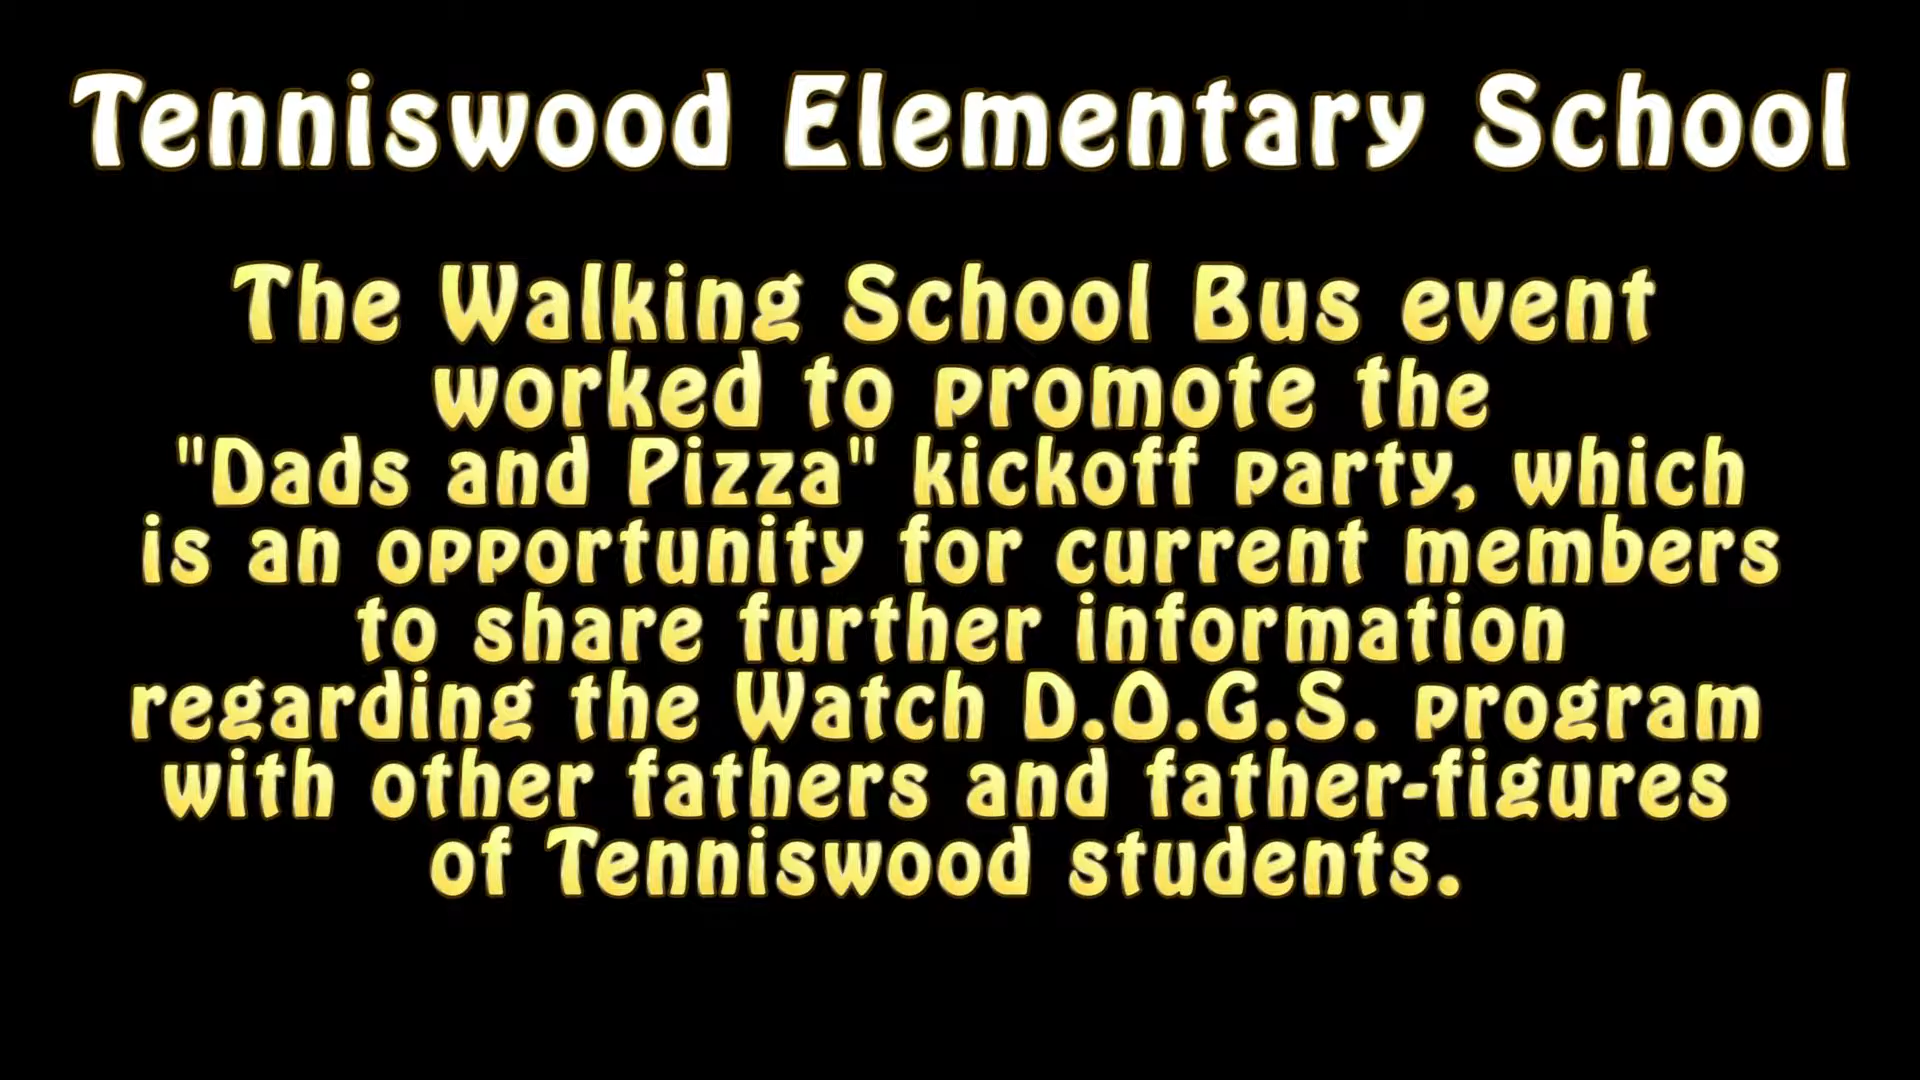 Tenniswood Elementary School
The Walking School Bus event
worked to promote the
"Dads and Pizza" kickoff party, which
is an opportunity for current members
to share further information
regarding the Watch D.O.G.S. program
with other fathers and father-figures
of Tenniswood students.